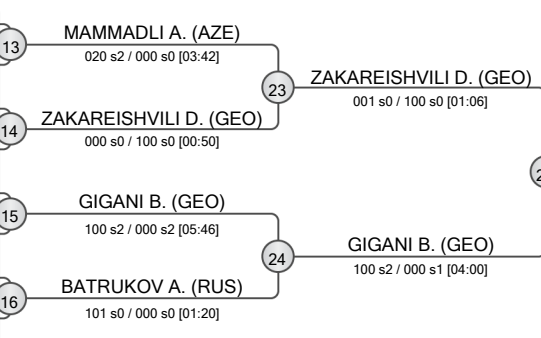 13
MAMMADLI A. (AZE)
020 s2 / 000 s0 [03:42]
23
ZAKAREISHVILI D. (GEO)
001 s0 / 100 s0 [01:06]
14
ZAKAREISHVILI D. (GEO)
000 s0 / 100 s0 [00:50]
15
GIGANI B. (GEO)
100 s2 / 000 s2 [05:46]
24
GIGANI B. (GEO)
100 s2 / 000 s1 [04:00]
16
BATRUKOV A. (RUS)
101 s0 / 000 s0 [01:20]